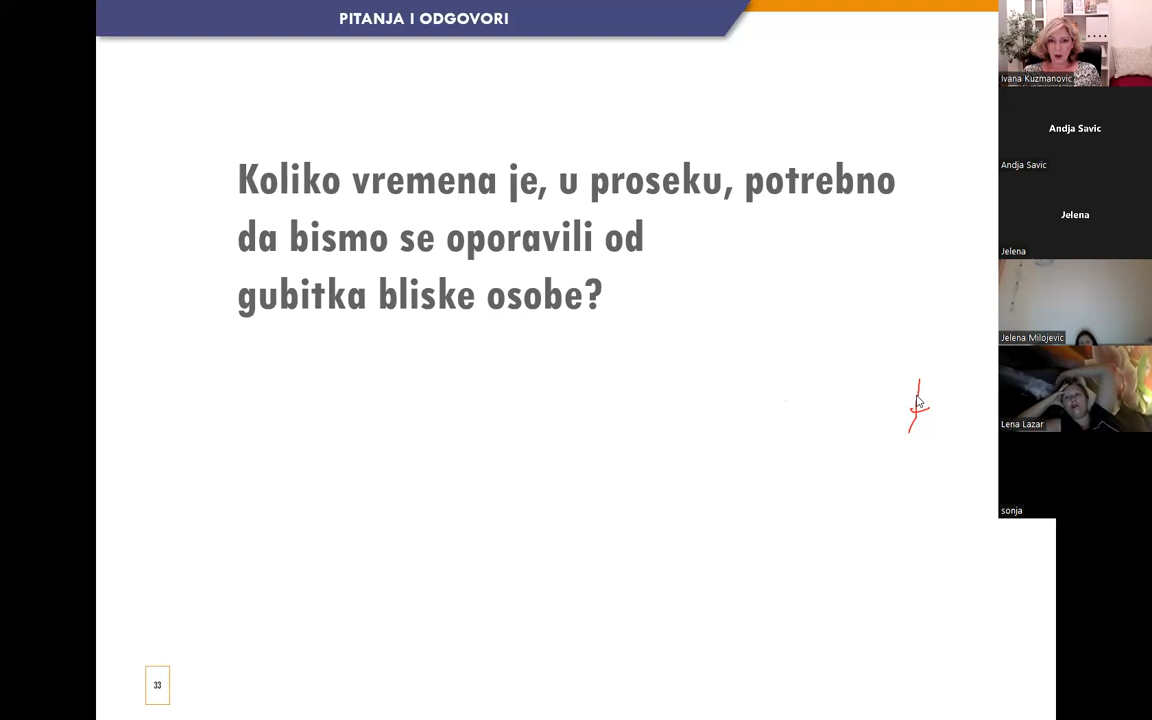 PITANJA I ODGOVORI
Koliko vremena je, u proseku, potrebno
da bismo se oporavili od
gubitka bliske osobe?
33
Ivana Kuzmanovic
Andja Savic
Andja Savic
Jelena
Jelena
Jelena Milojevic
Lena Lazar
sonja